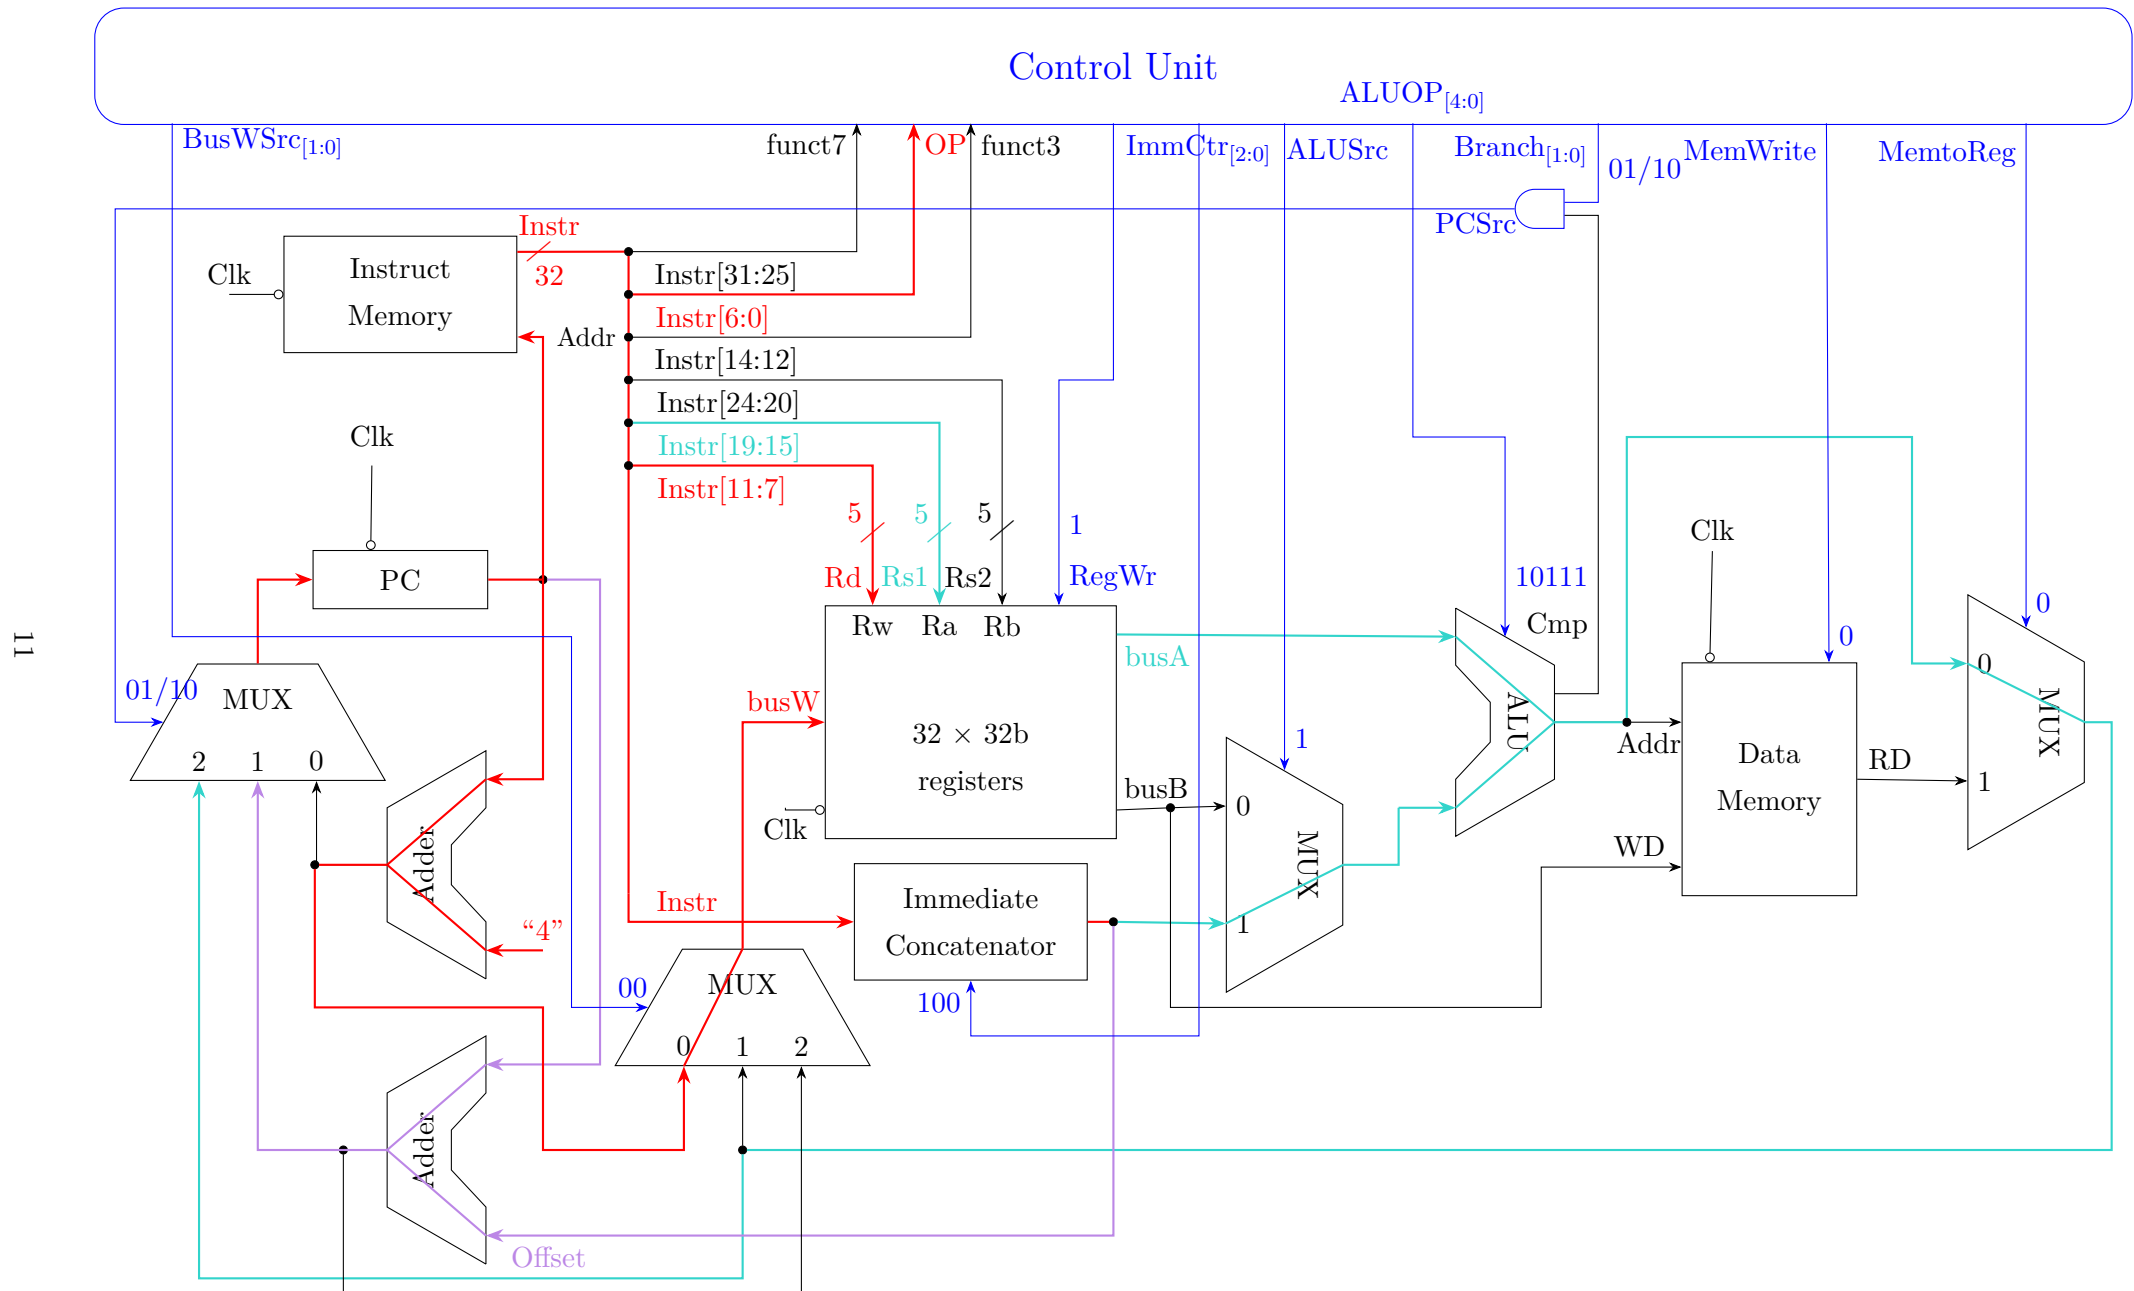 Control Unit
ALUOP[4:0]
BusWSrc[1:0]
funct7
OP
funct3
ImmCtr[2:0]
ALUSrc
Branch[1:0]
01/10
MemWrite
MemtoReg
PCSrc
Instr
32
Clk
Instruct
Memory
Addr
Instr[31:25]
Instr[6:0]
Instr[14:12]
Instr[24:20]
Instr[19:15]
Instr[11:7]
Clk
PC
5
5
5
1
Rd
Rs1
Rs2
RegWr
10111
Clk
0
0
Rw
Ra
Rb
Cmp
busA
11
01/10
MUX
2
1
0
busW
32 × 32b
registers
ALU
Addr
Data
Memory
RD
0
MUX
1
1
busB
Clk
0
MUX
1
WD
Adder
“4”
Instr
Immediate
Concatenator
100
00
MUX
0
1
2
Adder
Offset